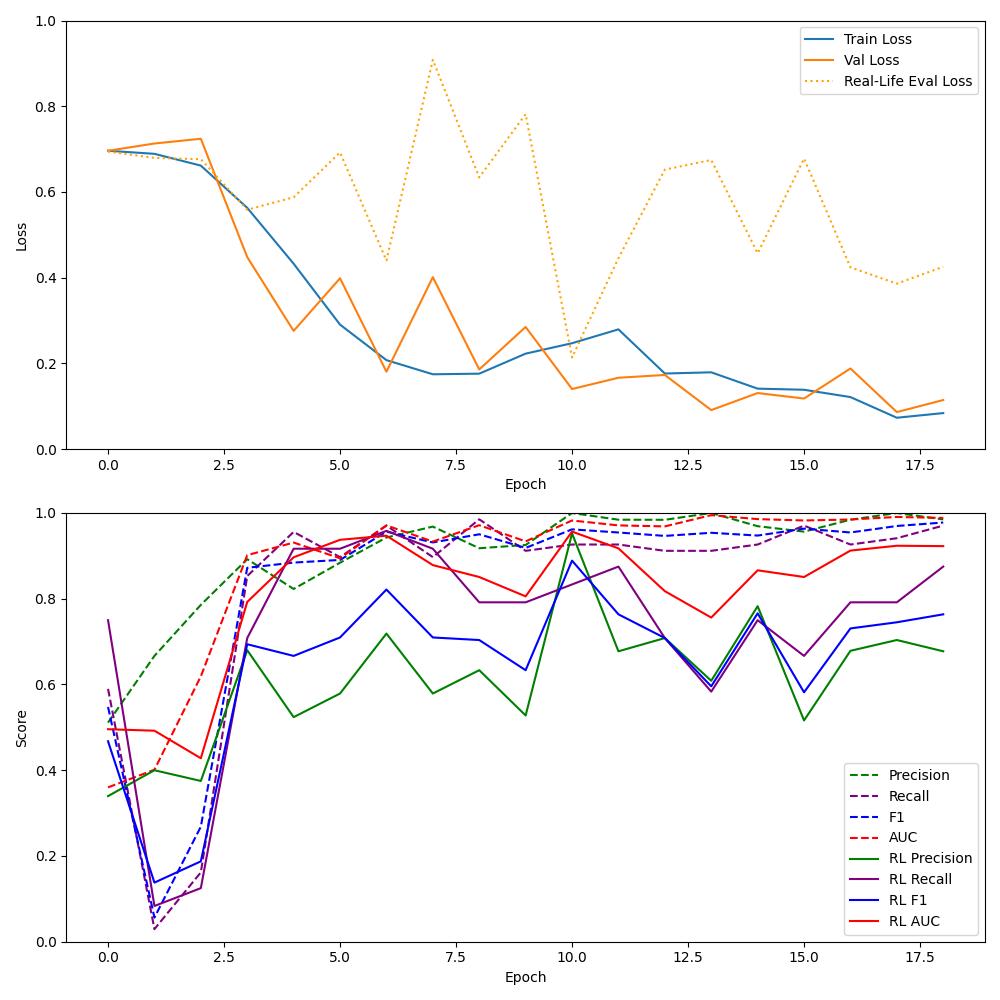 1.0
0.8
0.6
0.4
0.2
0.0
Loss
Train Loss
Val Loss
Real-Life Eval Loss
0.0 2.5 5.0 7.5 10.0 12.5 15.0 17.5
Epoch
1.0
0.8
0.6
0.4
0.2
0.0
Score
Precision
Recall
F1
AUC
RL Precision
RL Recall
RL F1
RL AUC
0.0 2.5 5.0 7.5 10.0 12.5 15.0 17.5
Epoch